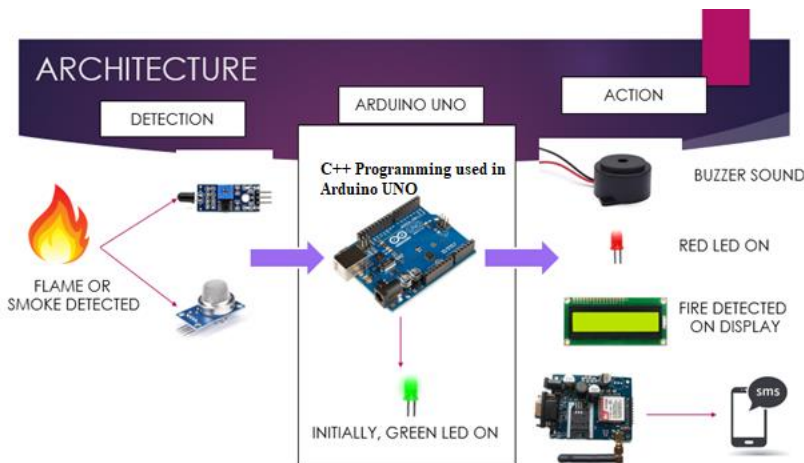 ARCHITECTURE
DETECTION
ARDUINO UNO
ACTION
FLAME OR
SMOKE DETECTED
C++ Programming used in
Arduino UNO
UNO
INITIALLY, GREEN LED ON
BUZZER SOUND
RED LED ON
FIRE DETECTED
ON DISPLAY
sms